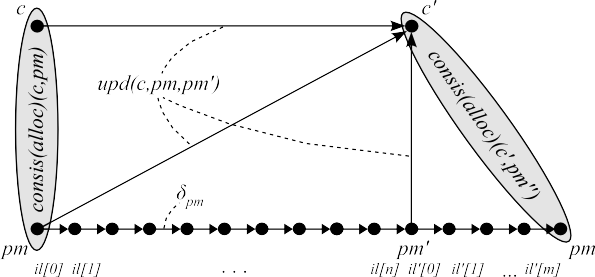 c
c'
consis(alloc)(c,pm)
upd(c,pm,pm')
consis(alloc)(c',pm'')
δpm
pm
pm'
pm
il[0] il[1]
. . .
il[n] il'[0] il'[1]
... il'[m]